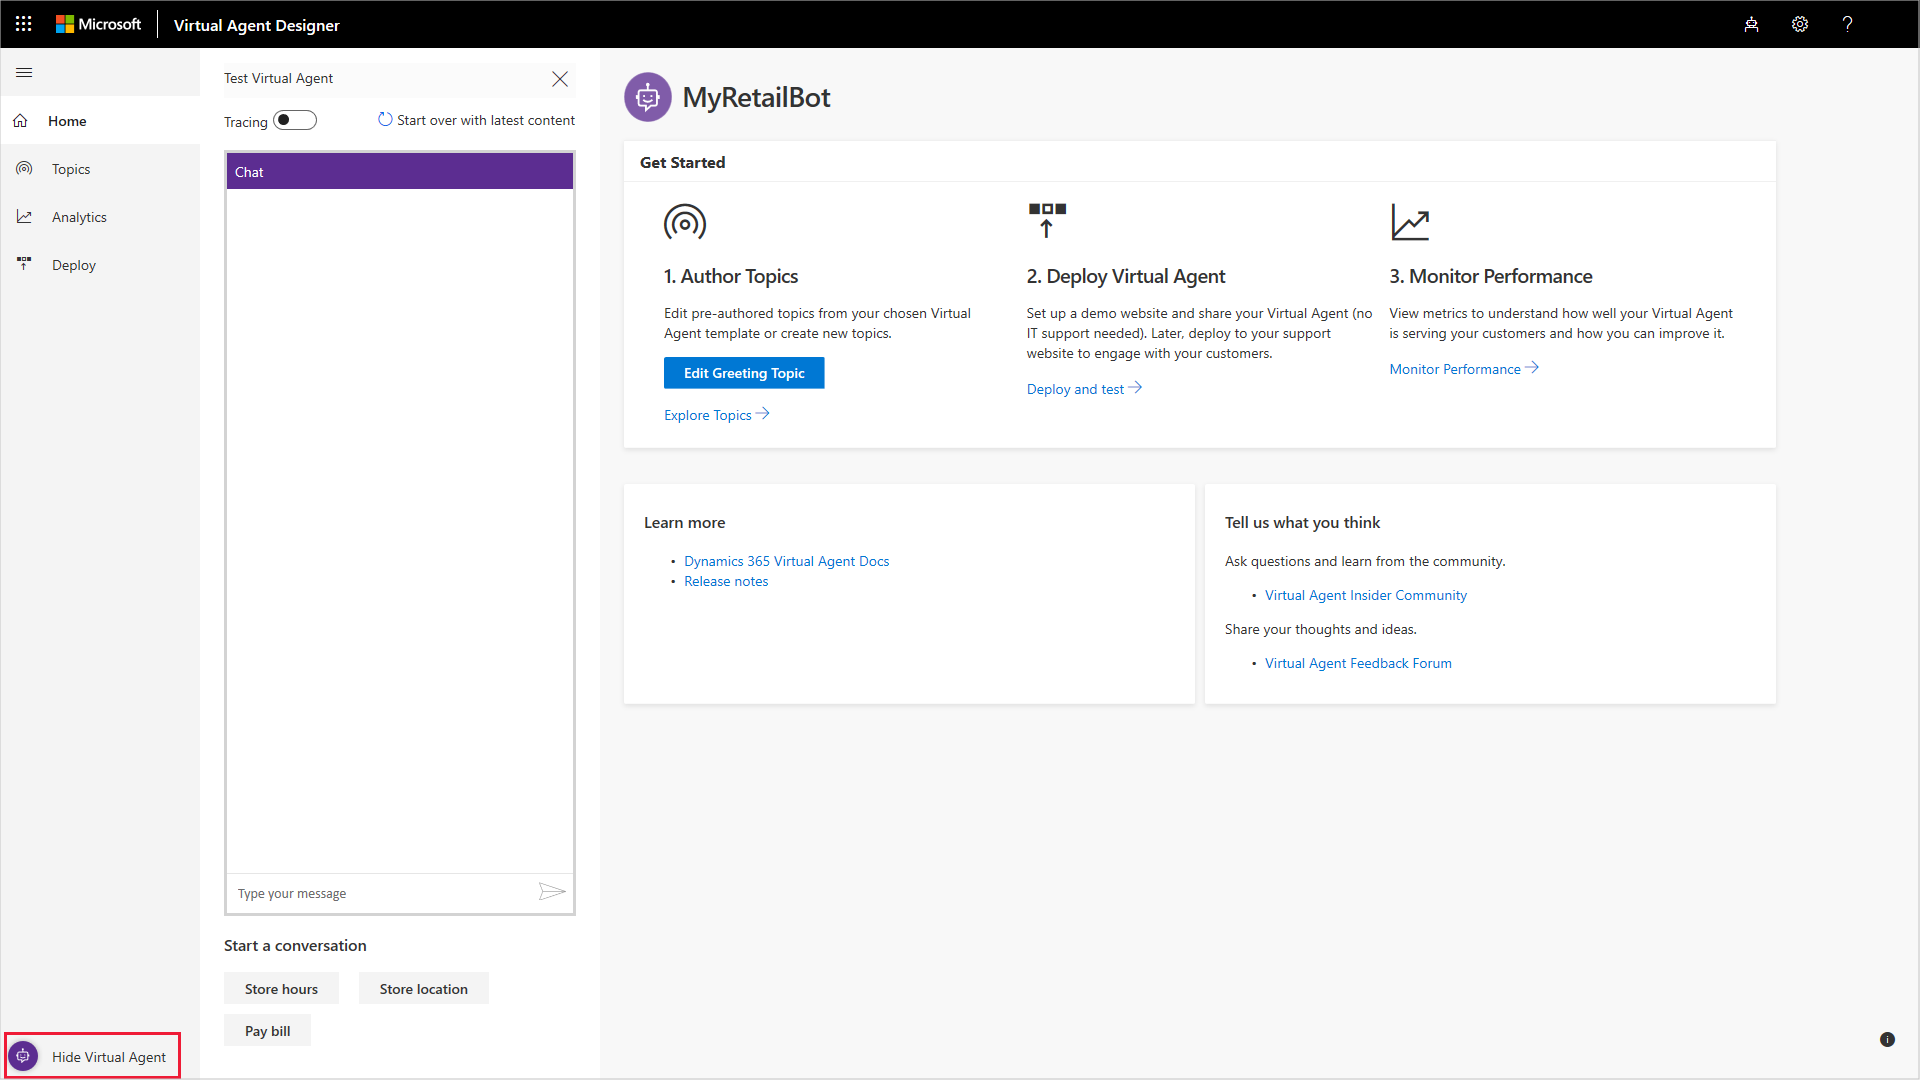 Microsoft
Virtual Agent Designer
?
Home
Topics
Analytics
Deploy
Hide Virtual Agent
Test Virtual Agent
Tracing
Start over with latest content
Chat
Type your message
Start a conversation
Store hours
Store location
Pay bill
MyRetailBot
Get Started
1. Author Topics
Edit pre-authored topics from your chosen Virtual
Agent template or create new topics.
Edit Greeting Topic
Explore Topics
2. Deploy Virtual Agent
Set up a demo website and share your Virtual Agent (no
IT support needed). Later, deploy to your support
website to engage with your customers.
Deploy and test
3. Monitor Performance
View metrics to understand how well your Virtual Agent
is serving your customers and how you can improve it.
Monitor Performance
Learn more
• Dynamics 365 Virtual Agent Docs
• Release notes
Tell us what you think
Ask questions and learn from the community.
• Virtual Agent Insider Community
Share your thoughts and ideas.
• Virtual Agent Feedback Forum
i